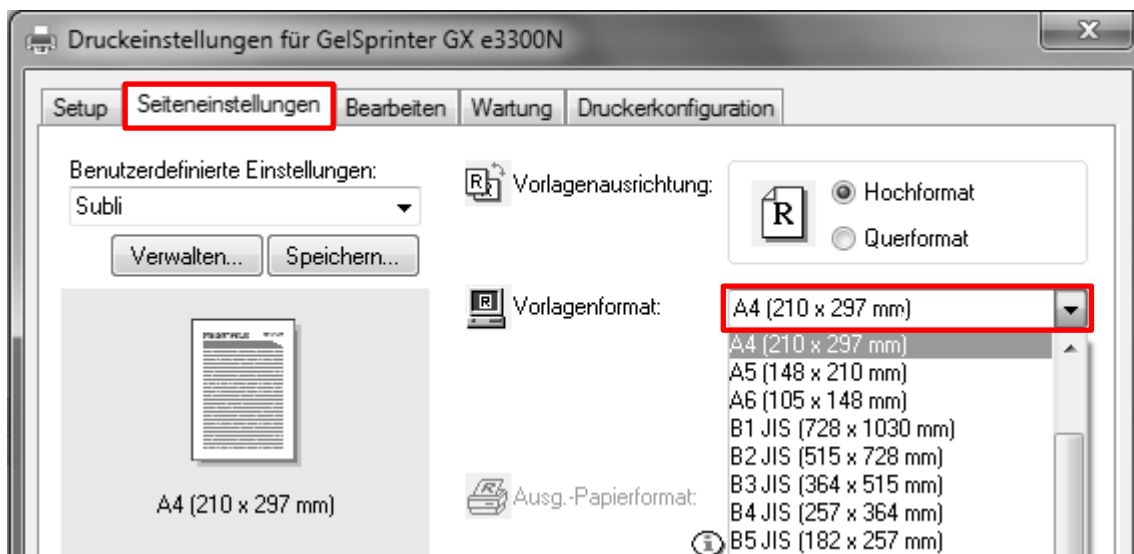 Druckeinstellungen für GelSprinter GX e3300N
Setup Seiteneinstellungen Bearbeiten Wartung Druckerkonfiguration
Benutzerdefinierte Einstellungen:
Subli
Verwalten... Speichern...
A4 (210 x 297 mm)
Vorlagenausrichtung:
R
Hochformat
Querformat
Vorlagenformat:
A4 (210 x 297 mm)
A4 (210 x 297 mm)
A5 (148 x 210 mm)
A6 (105 x 148 mm)
B1 JIS (728 x 1030 mm)
B2 JIS (515 x 728 mm)
B3 JIS (364 x 515 mm)
B4 JIS (257 x 364 mm)
B5 JIS (182 x 257 mm)
Ausg.-Papierformat: